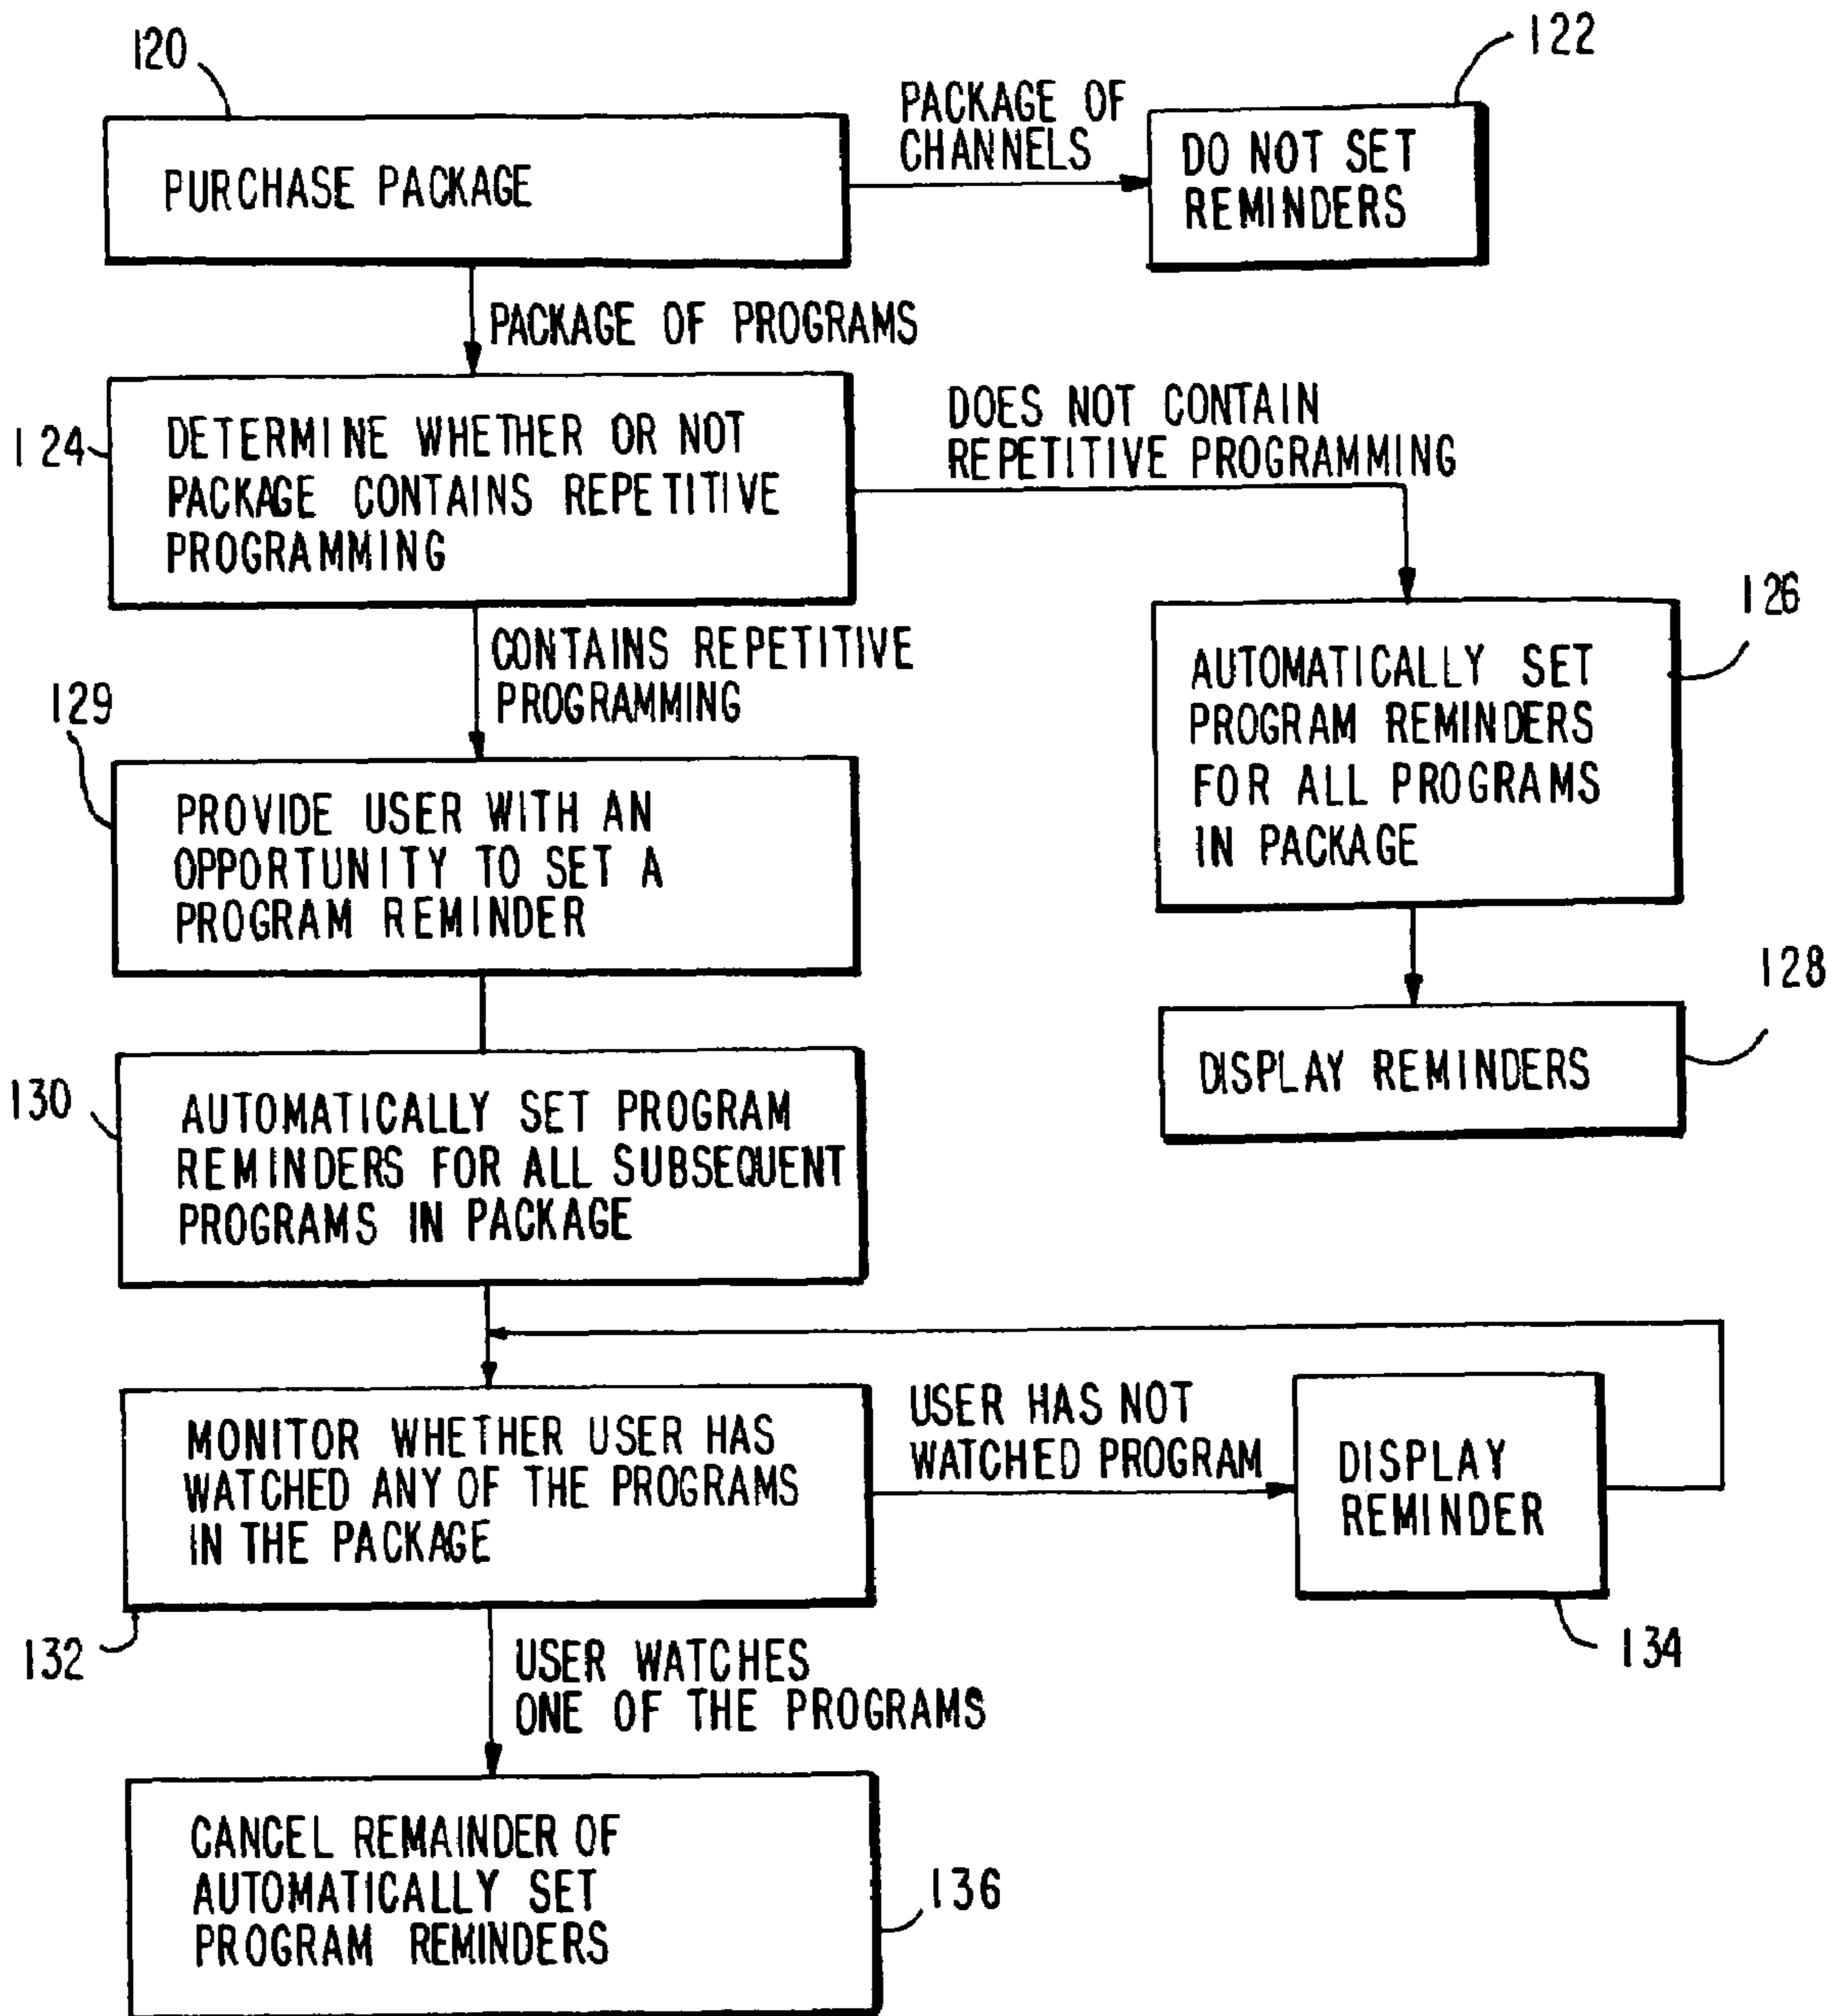 120
122
PACKAGE OF
CHANNELS
PURCHASE PACKAGE
DO NOT SET
REMINDERS
PACKAGE OF PROGRAMS
124
DETERMINE WHETHER OR NOT
PACKAGE CONTAINS REPETITIVE
PROGRAMMING
DOES NOT CONTAIN
REPETITIVE PROGRAMMING
126
AUTOMATICALLY SET
PROGRAM REMINDERS
FOR ALL PROGRAMS
IN PACKAGE
CONTAINS REPETITIVE
PROGRAMMING
129
PROVIDE USER WITH AN
OPPORTUNITY TO SET A
PROGRAM REMINDER
128
DISPLAY REMINDERS
130
AUTOMATICALLY SET PROGRAM
REMINDERS FOR ALL SUBSEQUENT
PROGRAMS IN PACKAGE
MONITOR WHETHER USER HAS
WATCHED ANY OF THE PROGRAMS
IN THE PACKAGE
USER HAS NOT
WATCHED PROGRAM
DISPLAY
REMINDER
132
134
USER WATCHES
ONE OF THE PROGRAMS
CANCEL REMAINDER OF
AUTOMATICALLY SET
PROGRAM REMINDERS
136